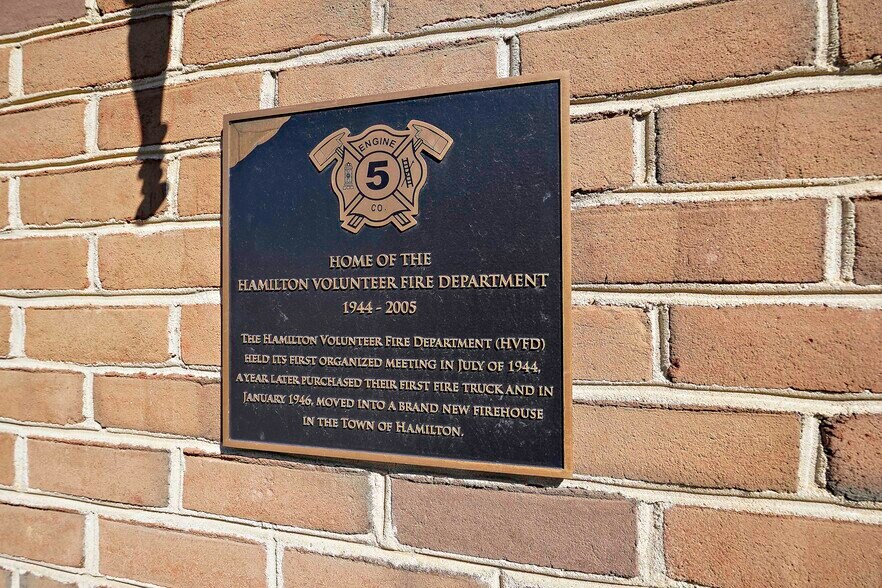 ENGINE
5
CO
HOME OF THE
HAMILTON VOLUNTEER FIRE DEPARTMENT
1944 - 2005
THE HAMILTON VOLUNTEER FIRE DEPARTMENT (HVFD)
HELD ITS FIRST ORGANIZED MEETING IN JULY OF 1944,
A YEAR LATER PURCHASED THEIR FIRST FIRE TRUCK AND IN
JANUARY 1946, MOVED INTO A BRAND NEW FIREHOUSE
IN THE TOWN OF HAMILTON.